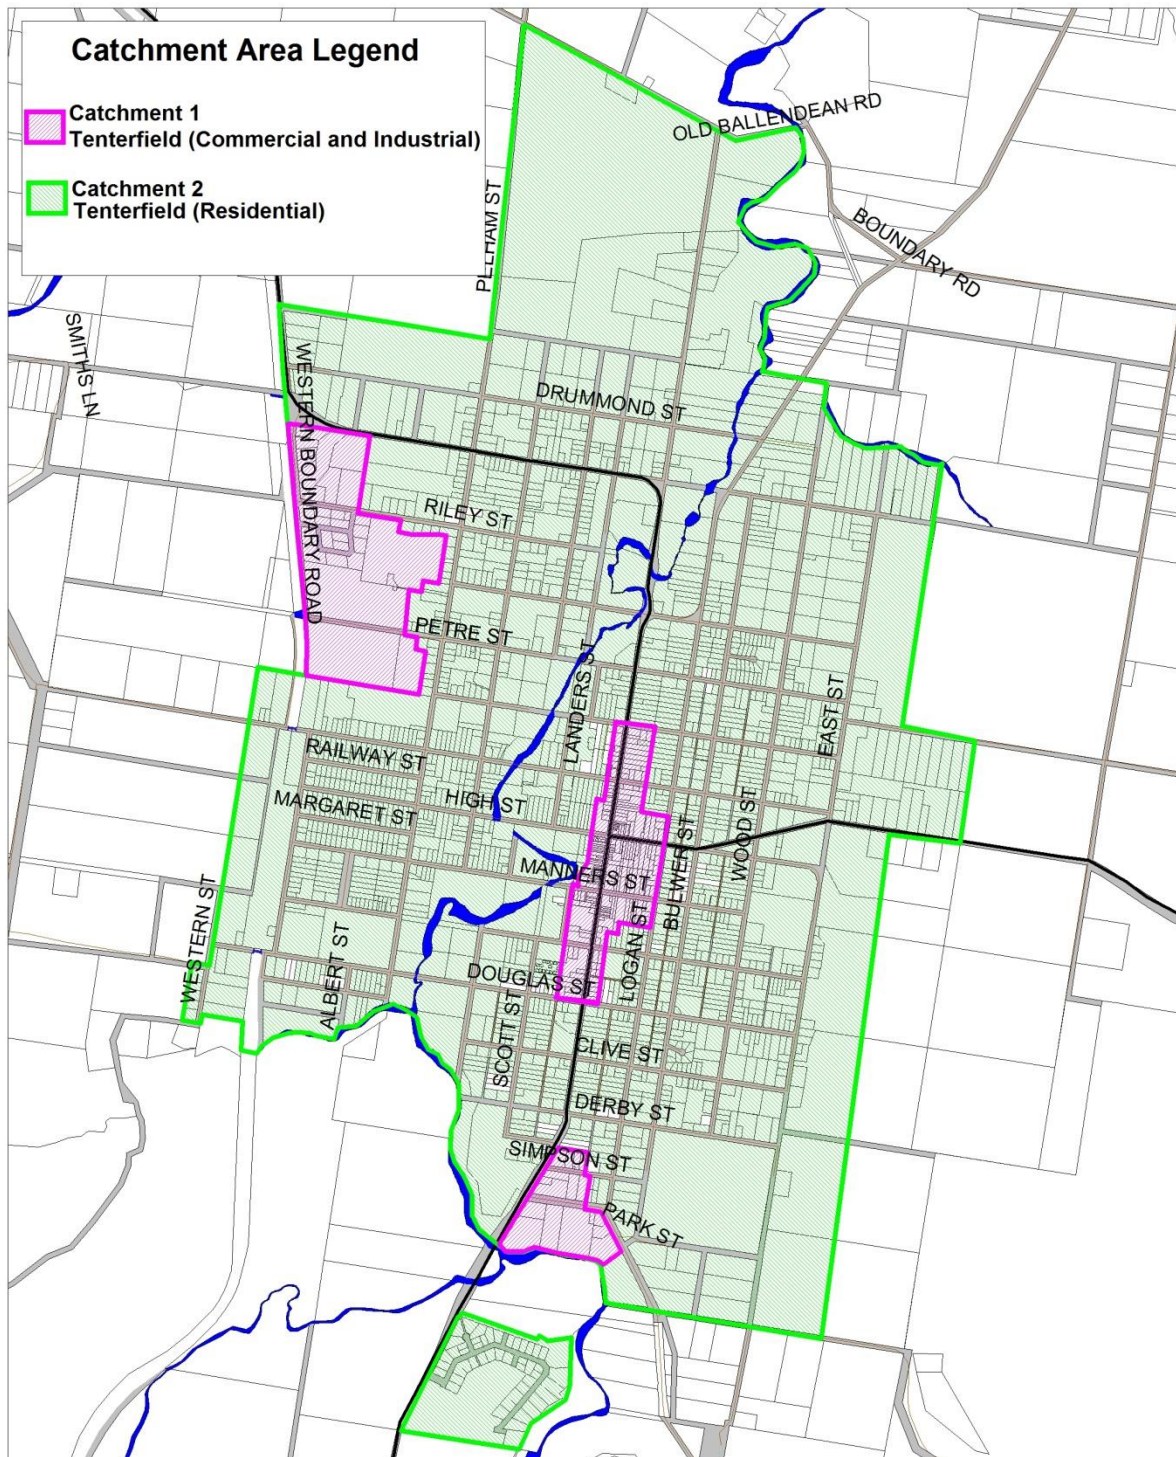 Catchment Area Legend
Catchment 1
Tenterfield (Commercial and Industrial)
Catchment 2
Tenterfield (Residential)
OLD BALLENDEAN RD
PELHAM ST
BOUNDARY RD
SMITHS LN
WESTERN BOUNDARY ROAD
DRUMMOND ST
RILEY ST
PETRE ST
LANDERS ST
EAST ST
RAILWAY ST
HIGH ST
MARGARET ST
WOOD ST
BULWER ST
MANNERS ST
LOGAN ST
WESTERN ST
ALBERT ST
DOUGLAS ST
SCOTT ST
CLIVE ST
DERBY ST
SIMPSON ST
PARK ST